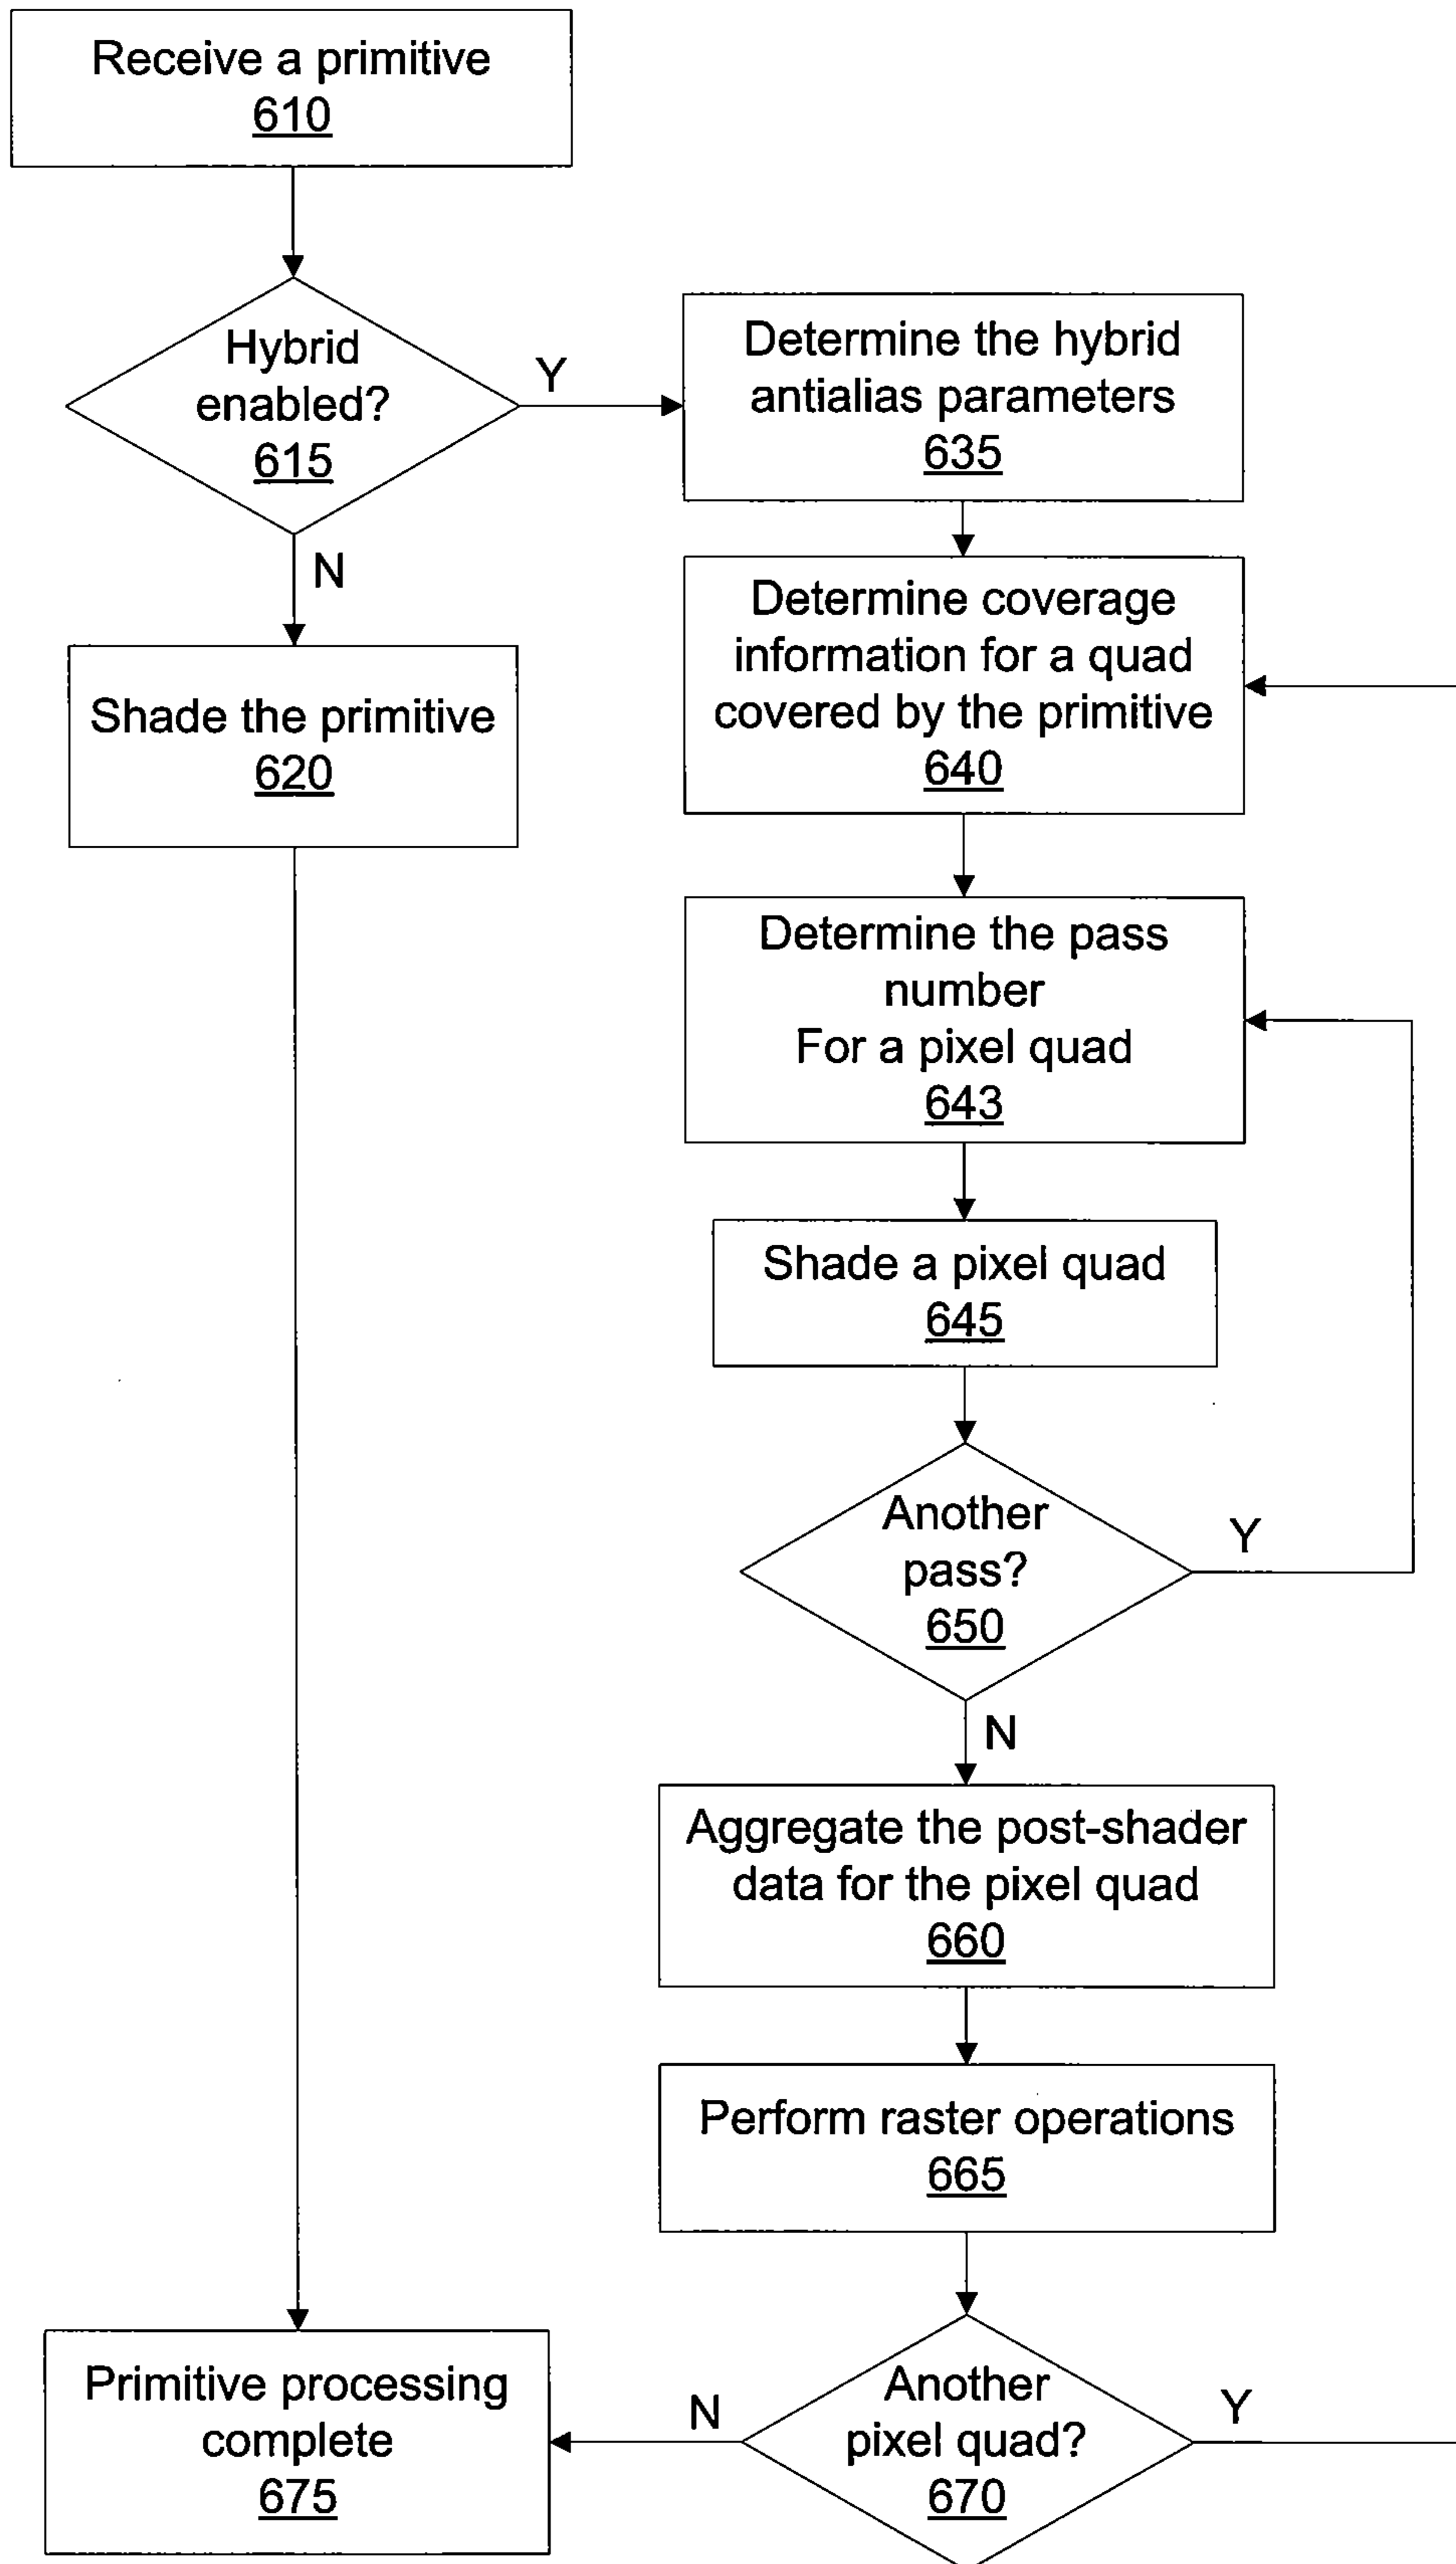 Receive a primitive
610
Hybrid
enabled?
615
Y
N
Shade the primitive
620
Determine the hybrid
antialias parameters
635
Determine coverage
information for a quad
covered by the primitive
640
Determine the pass
number
For a pixel quad
643
Shade a pixel quad
645
Another
pass?
650
Y
N
Aggregate the post-shader
data for the pixel quad
660
Perform raster operations
665
Another
pixel quad?
670
Y
N
Primitive processing
complete
675